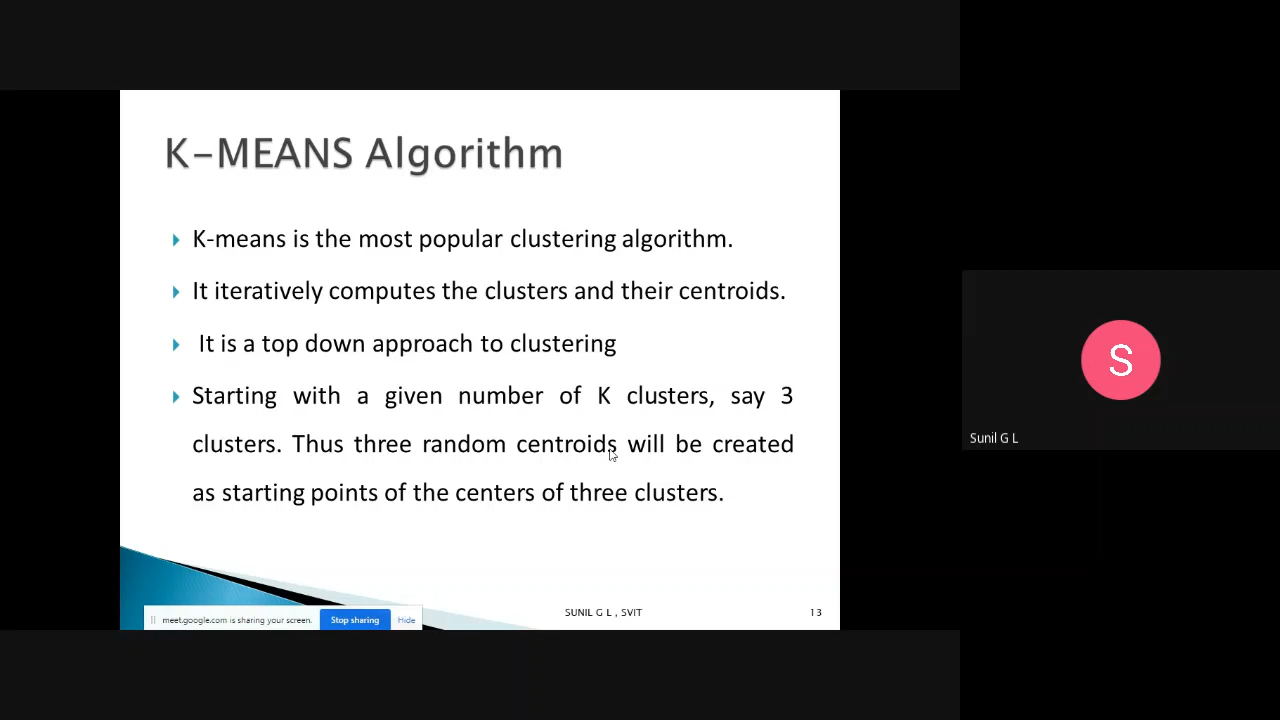 K-MEANS Algorithm
K-means is the most popular clustering algorithm.
It iteratively computes the clusters and their centroids.
It is a top down approach to clustering
Starting with a given number of K clusters, say 3
clusters. Thus three random centroids will be created
as starting points of the centers of three clusters.
S
Sunil G L
SUNIL G L , SVIT
13
meet.google.com is sharing your screen.
Stop sharing
Hide